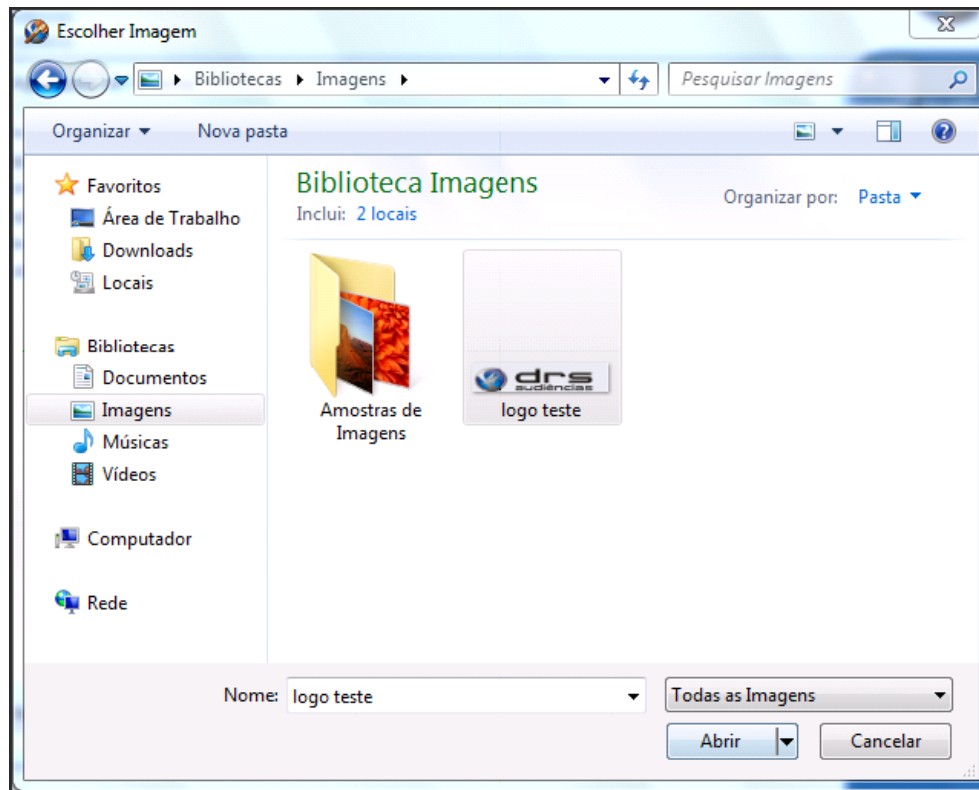 Escolher Imagem
Bibliotecas Imagens
Pesquisar Imagens
Organizar Nova pasta
Favoritos
Área de Trabalho
Downloads
Locais
Bibliotecas
Documentos
Imagens
Músicas
Vídeos
Computador
Rede
Biblioteca Imagens
Inclui: 2 locais
Organizar por: Pasta
Amostras de
Imagens
drs
audiências
logo teste
Nome: logo teste
Todas as Imagens
Abrir
Cancelar